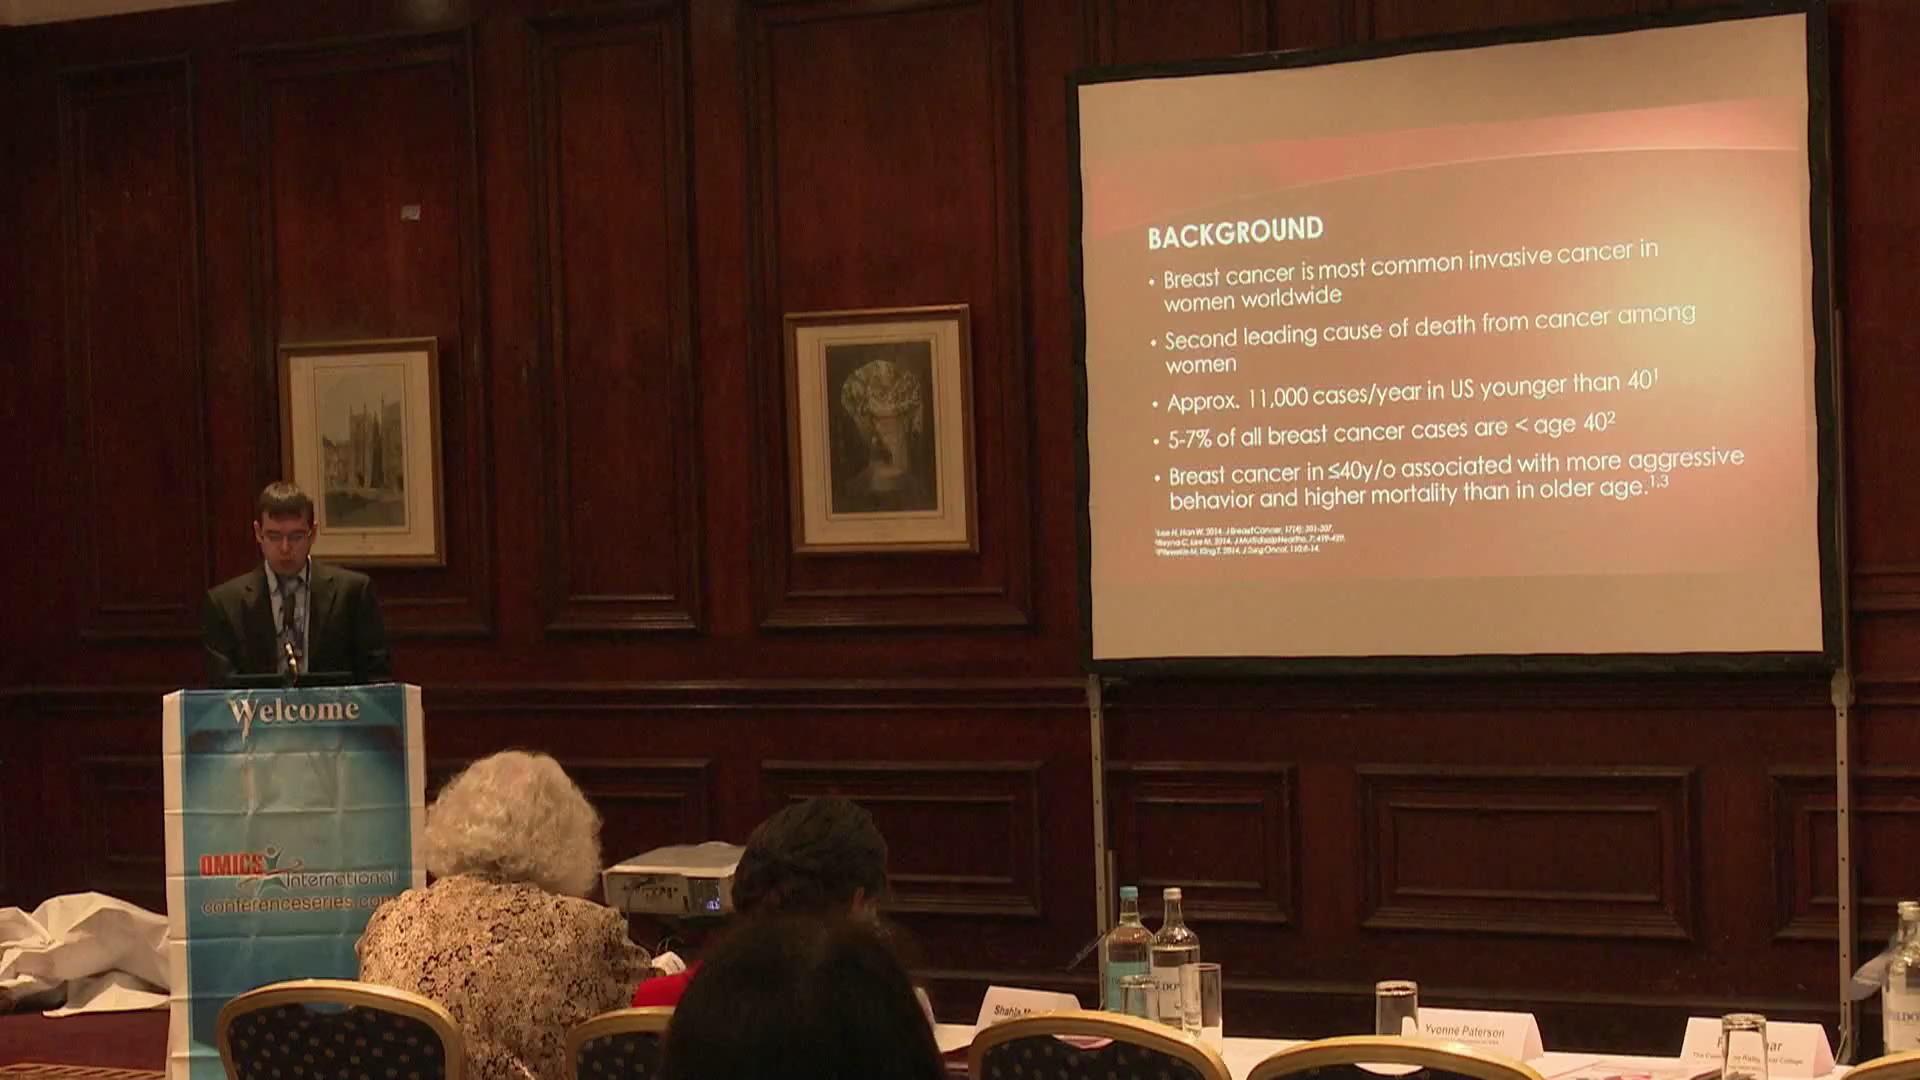 BACKGROUND
• Breast cancer is most common invasive cancer in
women worldwide
• Second leading cause of death from cancer among
women
• Approx. 11,000 cases/year in US younger than 40¹
• 5-7% of all breast cancer cases are < age 40²
• Breast cancer in ≤40y/o associated with more aggressive
behavior and higher mortality than in older age.¹,³
Welcome
OMICS
International
conferenceseries.com
Yvonne Paterson